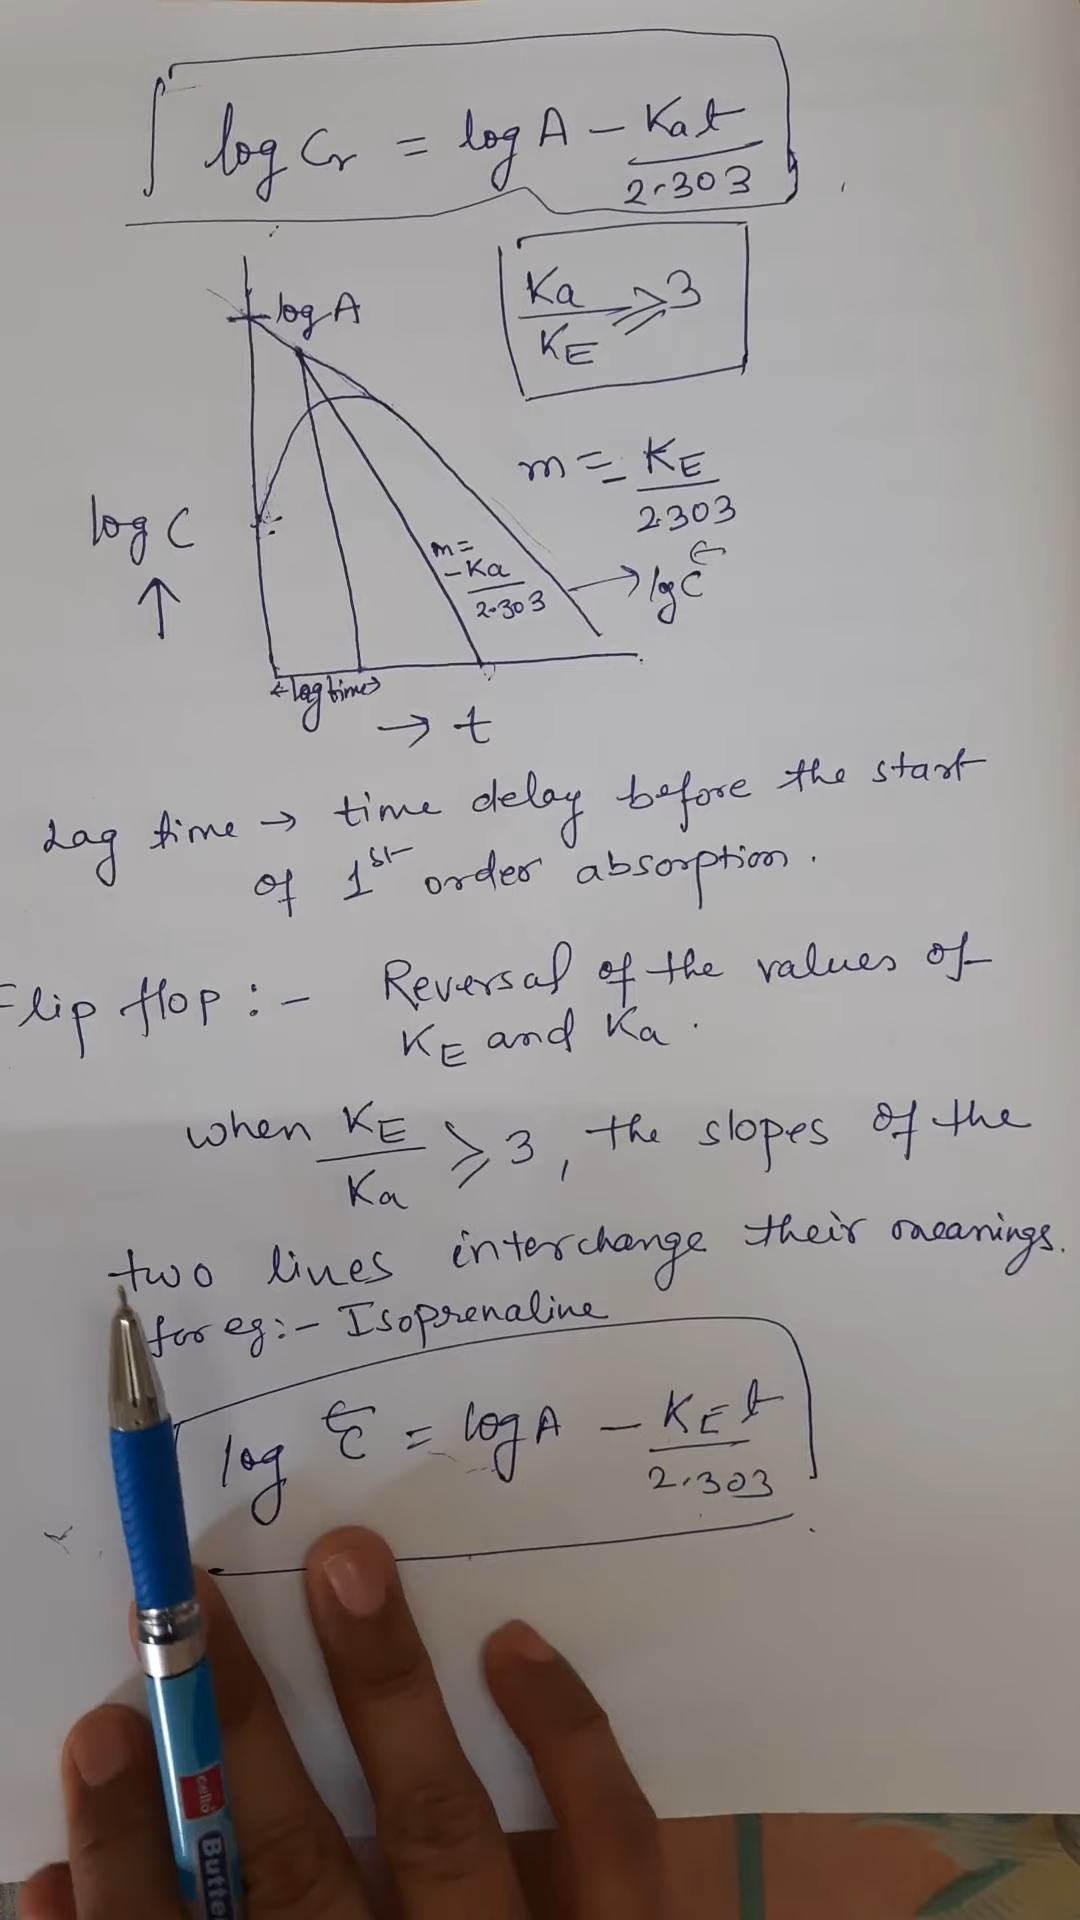 log Cr = log A - Kat/2.303
Ka/KE ≥ 3
log A
m = - KE/2.303
log C
↑
m = -Ka/2.303
→ log C←
←lag time→
→ t
Lag time → time delay before the start
of 1st order absorption.
Flip flop :- Reversal of the values of
KE and Ka.
when KE/Ka ≥ 3, the slopes of the
two lines interchange their meanings.
for eg:- Isoprenaline
log C← = log A - KEt/2.303
cello
Butte